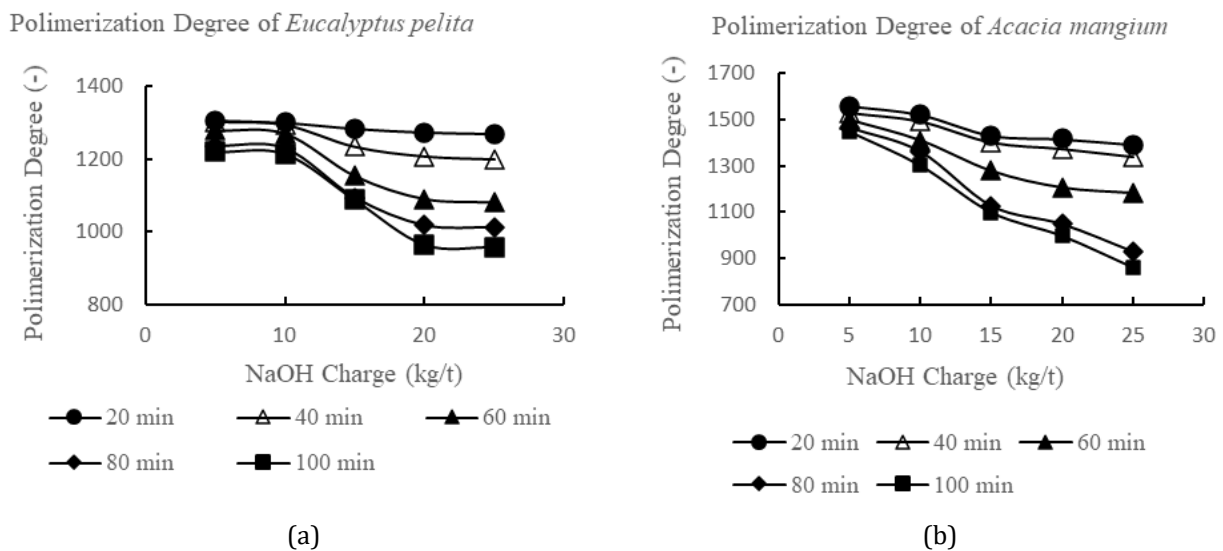 Polimerization Degree of Eucalyptus pelita
Polimerization Degree (-)
1400
1200
1000
800
0
10
20
30
NaOH Charge (kg/t)
20 min
40 min
60 min
80 min
100 min
(a)
Polimerization Degree of Acacia mangium
Polimerization Degree (-)
1700
1500
1300
1100
900
700
0
5
10
15
20
25
30
NaOH Charge (kg/t)
20 min
40 min
60 min
80 min
100 min
(b)